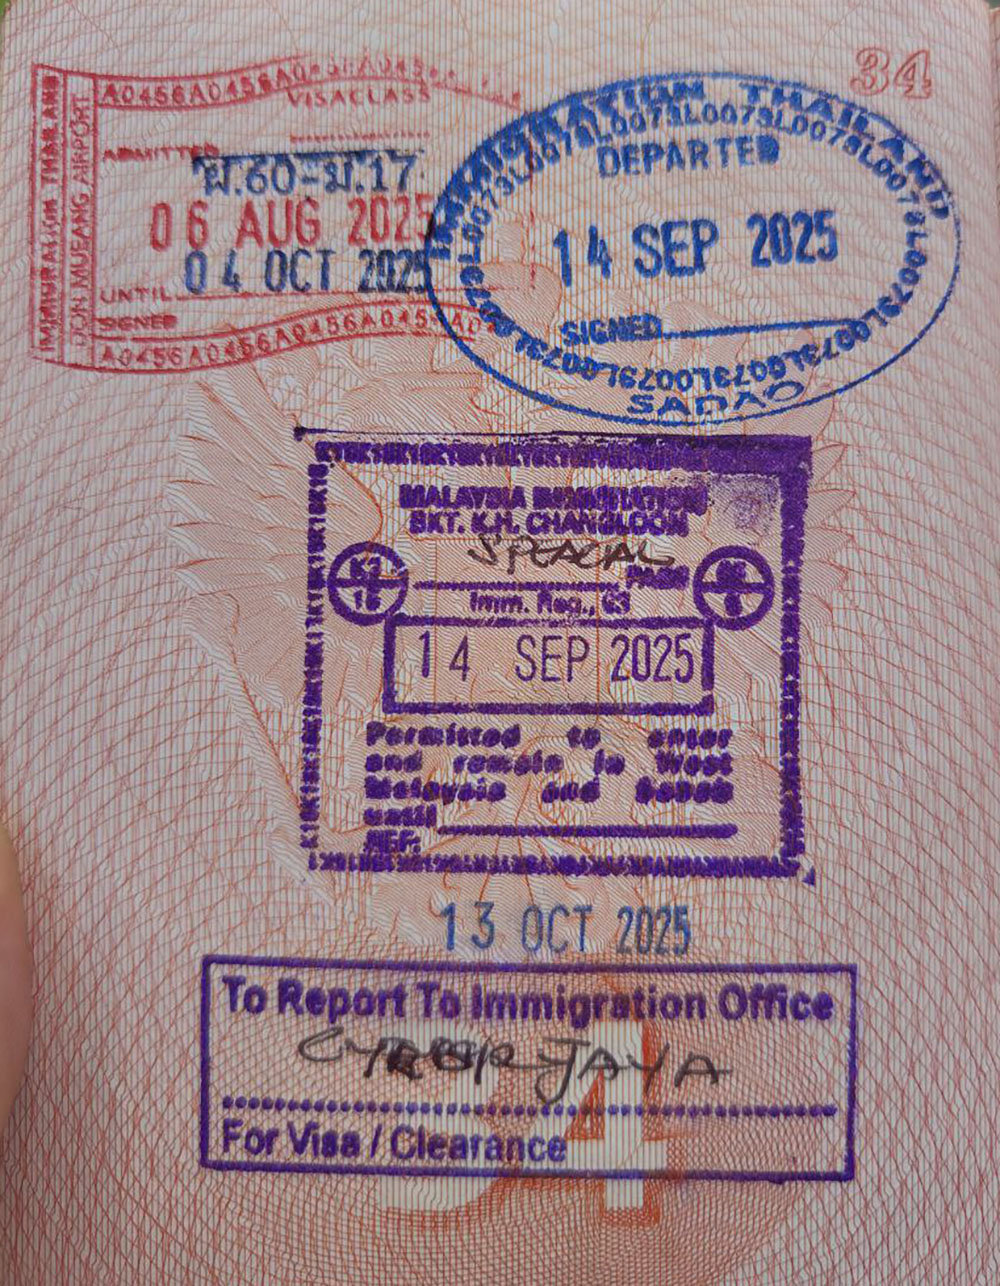 34
IMMIGRATION THAILAND
DON MUEANG AIRPORT
A0456A0456A0456A0456A
VISA CLASS
ADMITTED
ผ.60-ม.17
06 AUG 2025
UNTIL 04 OCT 2025
SIGNED
A0456A0456A0456A0456A0456A0
IMMIGRATION THAILAND
DEPARTED
14 SEP 2025
SIGNED
SADAO
MALAYSIA IMMIGRATION
BKT. K.H. CHANGLOON
SPECIAL
PASS
Imm. Reg., 63
14 SEP 2025
Permitted to enter
and remain in West
Malaysia and Sabah
until
REF:
13 OCT 2025
To Report To Immigration Office
CYBERJAYA
For Visa / Clearance
34